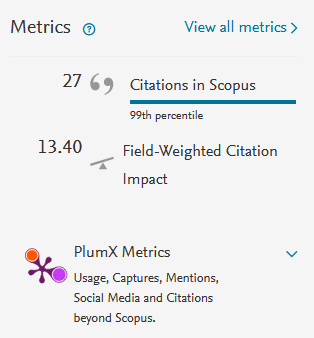 Metrics ? View all metrics >
27 Citations in Scopus
99th percentile
13.40 Field-Weighted Citation
Impact
PlumX Metrics
Usage, Captures, Mentions,
Social Media and Citations
beyond Scopus.